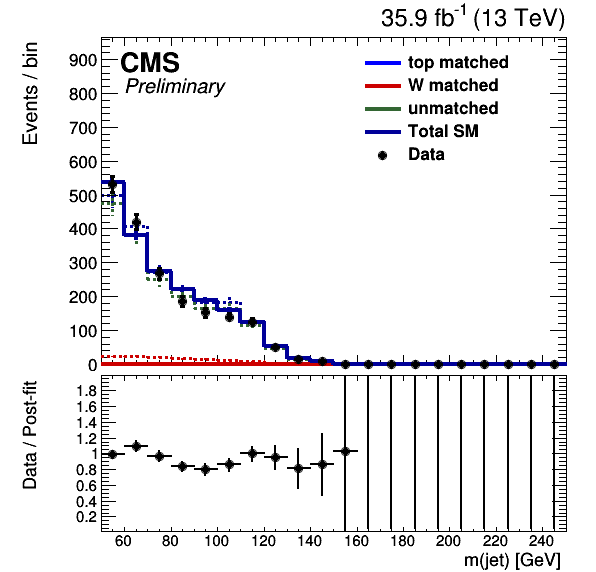 35.9 fb-1 (13 TeV)
CMS
Preliminary
top matched
W matched
unmatched
Total SM
Data
Events / bin
900
800
700
600
500
400
300
200
100
0
Data / Post-fit
1.8
1.6
1.4
1.2
1
0.8
0.6
0.4
0.2
60 80 100 120 140 160 180 200 220 240
m(jet) [GeV]